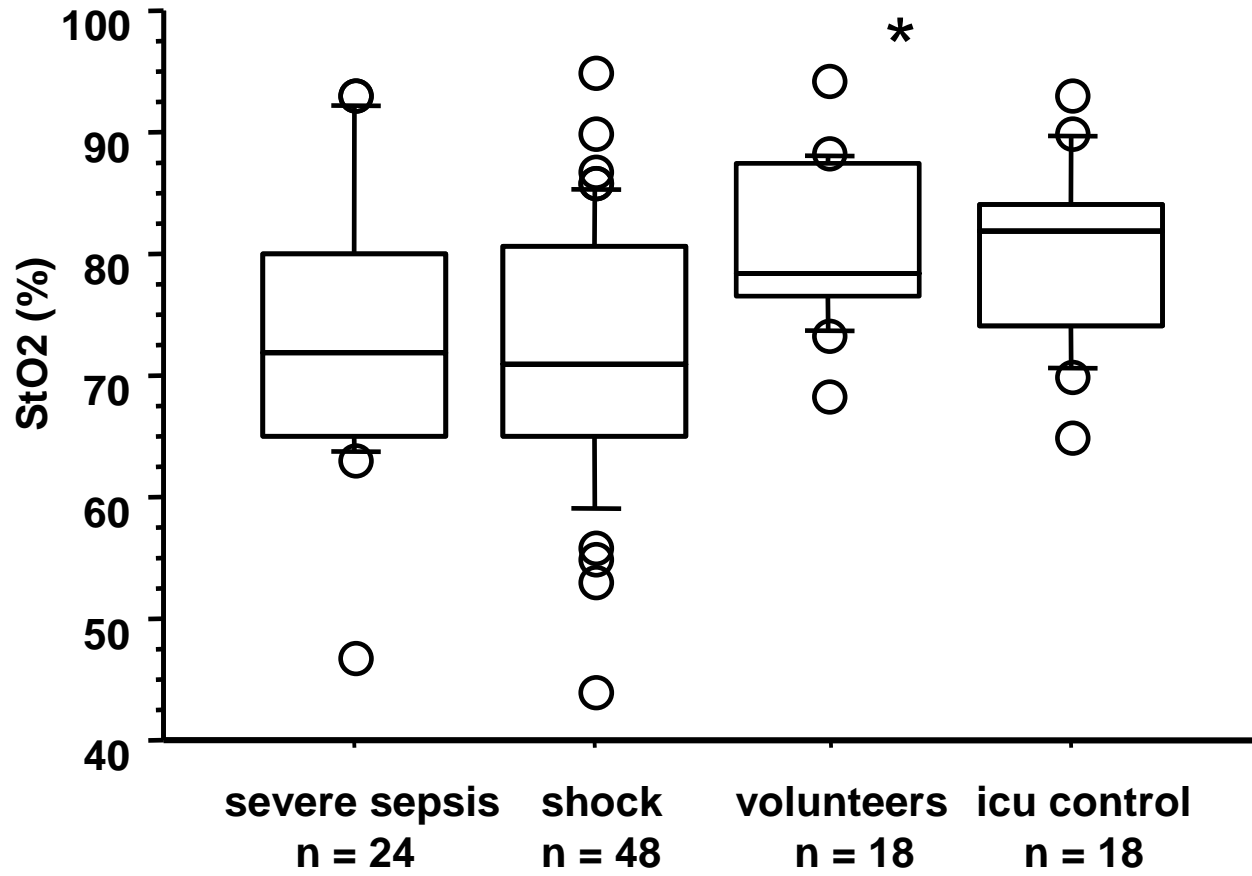 StO2 (%)
100
90
80
70
60
50
40
*
severe sepsis shock volunteers icu control
n = 24 n = 48 n = 18 n = 18